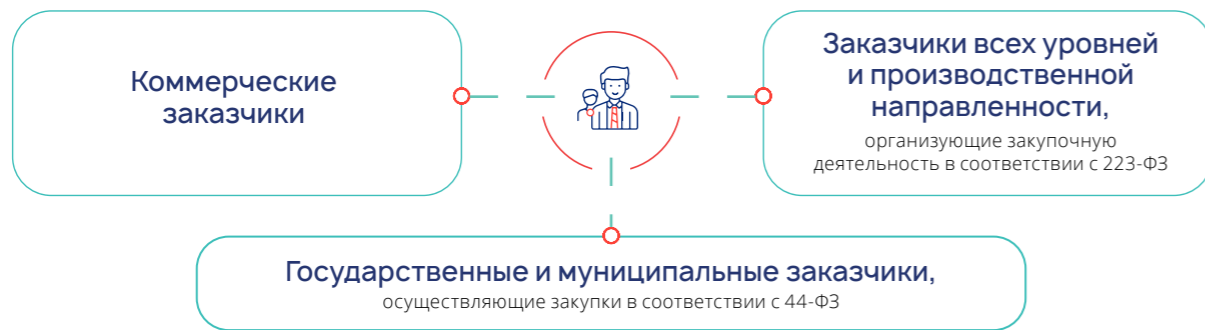 Коммерческие
заказчики
Заказчики всех уровней
и производственной
направленности,
организующие закупочную
деятельность в соответствии с 223-ФЗ
Государственные и муниципальные заказчики,
осуществляющие закупки в соответствии с 44-ФЗ